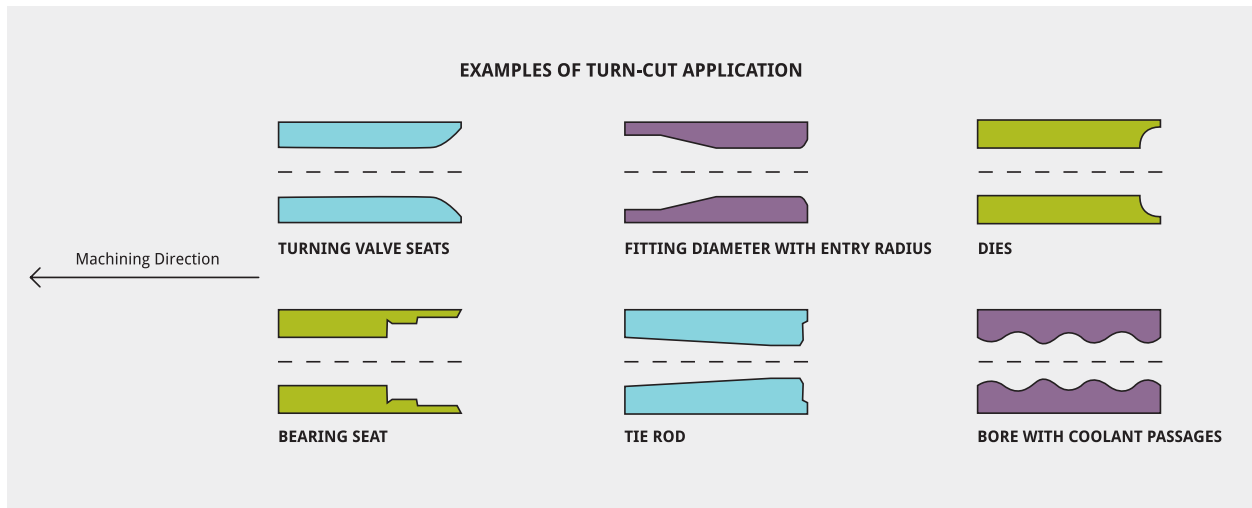 EXAMPLES OF TURN-CUT APPLICATION
TURNING VALVE SEATS
FITTING DIAMETER WITH ENTRY RADIUS
DIES
Machining Direction
BEARING SEAT
TIE ROD
BORE WITH COOLANT PASSAGES